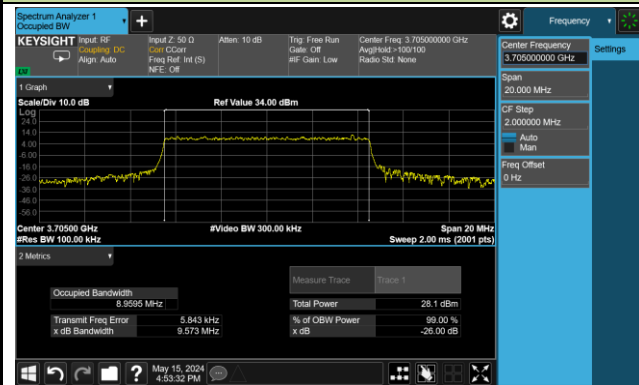 Spectrum Analyzer 1
Occupied BW
Frequency
KEYSIGHT Input: RF Input Z: 50 Ω Atten: 10 dB Trig: Free Run Center Freq: 3.705000000 GHz
Coupling: DC Corr CCorr Gate: Off Avg|Hold:>100/100
Align: Auto Freq Ref: Int (S) #IF Gain: Low Radio Std: None
NFE: Off
Center Frequency
3.705000000 GHz
Settings
Span
20.000 MHz
CF Step
2.000000 MHz
Auto
Man
Freq Offset
0 Hz
1 Graph
Scale/Div 10.0 dB Ref Value 34.00 dBm
Log
24.0
14.0
4.00
-6.00
-16.0
-26.0
-36.0
-46.0
-56.0
Center 3.70500 GHz #Video BW 300.00 kHz Span 20 MHz
#Res BW 100.00 kHz Sweep 2.00 ms (2001 pts)
2 Metrics
Measure Trace Trace 1
Occupied Bandwidth
8.9595 MHz Total Power 28.1 dBm
Transmit Freq Error 5.843 kHz % of OBW Power 99.00 %
x dB Bandwidth 9.573 MHz x dB -26.00 dB
May 15, 2024
4:53:32 PM